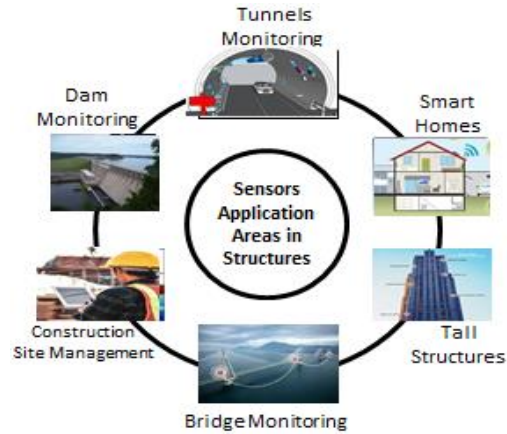 Tunnels
Monitoring
Dam
Monitoring
Smart
Homes
Sensors
Application
Areas in
Structures
Construction
Site Management
Tall
Structures
Bridge Monitoring